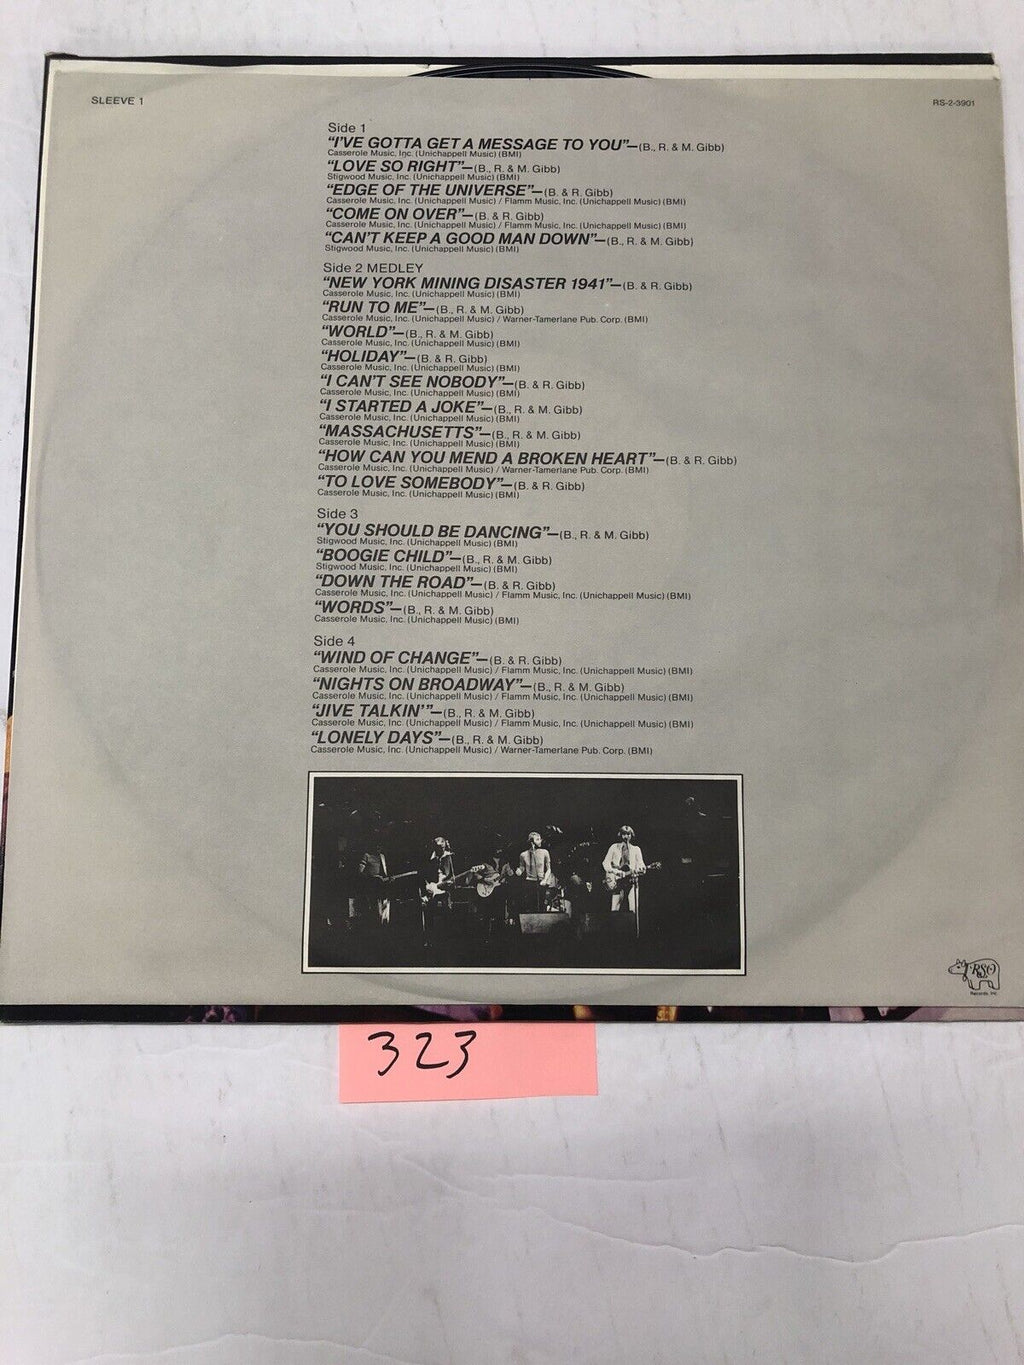 SLEEVE 1
RS-2-3901
Side 1
“I’VE GOTTA GET A MESSAGE TO YOU”—(B., R. & M. Gibb)
Casserole Music, Inc. (Unichappell Music) (BMI)
“LOVE SO RIGHT”—(B., R. & M. Gibb)
Stigwood Music, Inc. (Unichappell Music) (BMI)
“EDGE OF THE UNIVERSE”—(B. & R. Gibb)
Casserole Music, Inc. (Unichappell Music) / Flamm Music, Inc. (Unichappell Music) (BMI)
“COME ON OVER”—(B. & R. Gibb)
Casserole Music, Inc. (Unichappell Music) / Flamm Music, Inc. (Unichappell Music) (BMI)
“CAN’T KEEP A GOOD MAN DOWN”—(B., R. & M. Gibb)
Stigwood Music, Inc. (Unichappell Music) (BMI)
Side 2 MEDLEY
“NEW YORK MINING DISASTER 1941”—(B. & R. Gibb)
Casserole Music, Inc. (Unichappell Music) (BMI)
“RUN TO ME”—(B., R. & M. Gibb)
Casserole Music, Inc. (Unichappell Music) / Warner-Tamerlane Pub. Corp. (BMI)
“WORLD”—(B., R. & M. Gibb)
Casserole Music, Inc. (Unichappell Music) (BMI)
“HOLIDAY”—(B. & R. Gibb)
Casserole Music, Inc. (Unichappell Music) (BMI)
“I CAN’T SEE NOBODY”—(B. & R. Gibb)
Casserole Music, Inc. (Unichappell Music) (BMI)
“I STARTED A JOKE”—(B., R. & M. Gibb)
Casserole Music, Inc. (Unichappell Music) (BMI)
“MASSACHUSETTS”—(B., R. & M. Gibb)
Casserole Music, Inc. (Unichappell Music) (BMI)
“HOW CAN YOU MEND A BROKEN HEART”—(B. & R. Gibb)
Casserole Music, Inc. (Unichappell Music) / Warner-Tamerlane Pub. Corp. (BMI)
“TO LOVE SOMEBODY”—(B. & R. Gibb)
Casserole Music, Inc. (Unichappell Music) (BMI)
Side 3
“YOU SHOULD BE DANCING”—(B., R. & M. Gibb)
Stigwood Music, Inc. (Unichappell Music) (BMI)
“BOOGIE CHILD”—(B., R. & M. Gibb)
Stigwood Music, Inc. (Unichappell Music) (BMI)
“DOWN THE ROAD”—(B. & R. Gibb)
Casserole Music, Inc. (Unichappell Music) / Flamm Music, Inc. (Unichappell Music) (BMI)
“WORDS”—(B., R. & M. Gibb)
Casserole Music, Inc. (Unichappell Music) (BMI)
Side 4
“WIND OF CHANGE”—(B. & R. Gibb)
Casserole Music, Inc. (Unichappell Music) / Flamm Music, Inc. (Unichappell Music) (BMI)
“NIGHTS ON BROADWAY”—(B., R. & M. Gibb)
Casserole Music, Inc. (Unichappell Music) / Flamm Music, Inc. (Unichappell Music) (BMI)
“JIVE TALKIN’”—(B., R. & M. Gibb)
Casserole Music, Inc. (Unichappell Music) / Flamm Music, Inc. (Unichappell Music) (BMI)
“LONELY DAYS”—(B., R. & M. Gibb)
Casserole Music, Inc. (Unichappell Music) / Warner-Tamerlane Pub. Corp. (BMI)
RSO
Records, Inc.
323